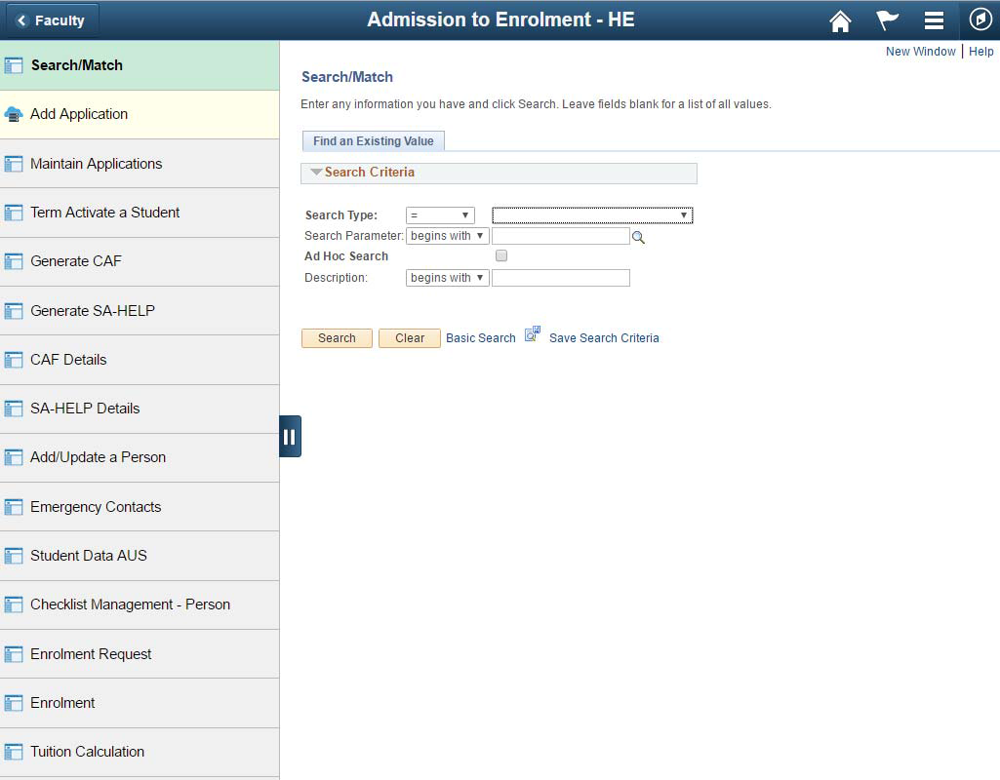 Faculty
Admission to Enrolment - HE
New Window | Help
Search/Match
Add Application
Maintain Applications
Term Activate a Student
Generate CAF
Generate SA-HELP
CAF Details
SA-HELP Details
Add/Update a Person
Emergency Contacts
Student Data AUS
Checklist Management - Person
Enrolment Request
Enrolment
Tuition Calculation
Search/Match
Enter any information you have and click Search. Leave fields blank for a list of all values.
Find an Existing Value
Search Criteria
Search Type: =
Search Parameter: begins with
Ad Hoc Search
Description: begins with
Search Clear Basic Search Save Search Criteria